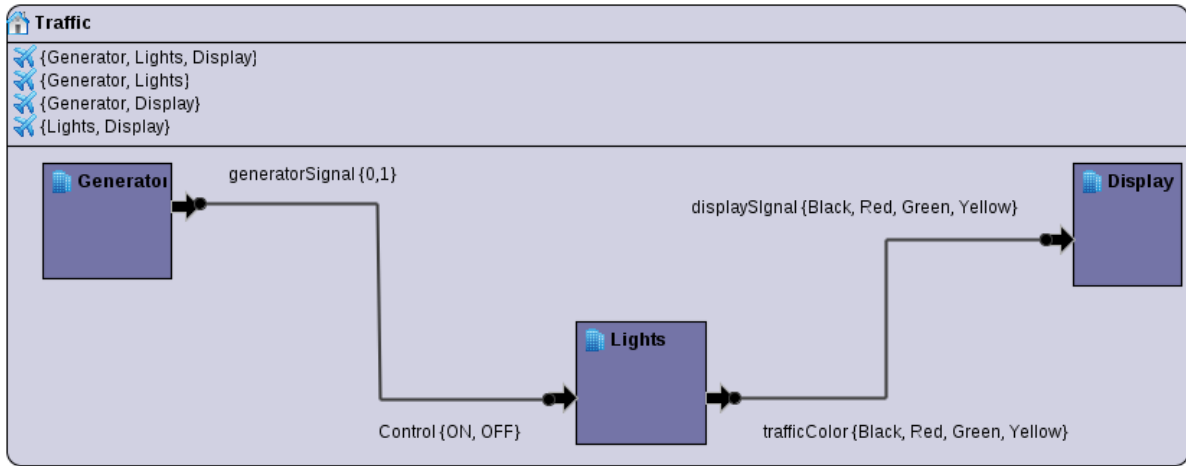 Traffic
{Generator, Lights, Display}
{Generator, Lights}
{Generator, Display}
{Lights, Display}
Generator
generatorSignal {0,1}
Display
displaySIgnal {Black, Red, Green, Yellow}
Lights
Control {ON, OFF}
trafficColor {Black, Red, Green, Yellow}